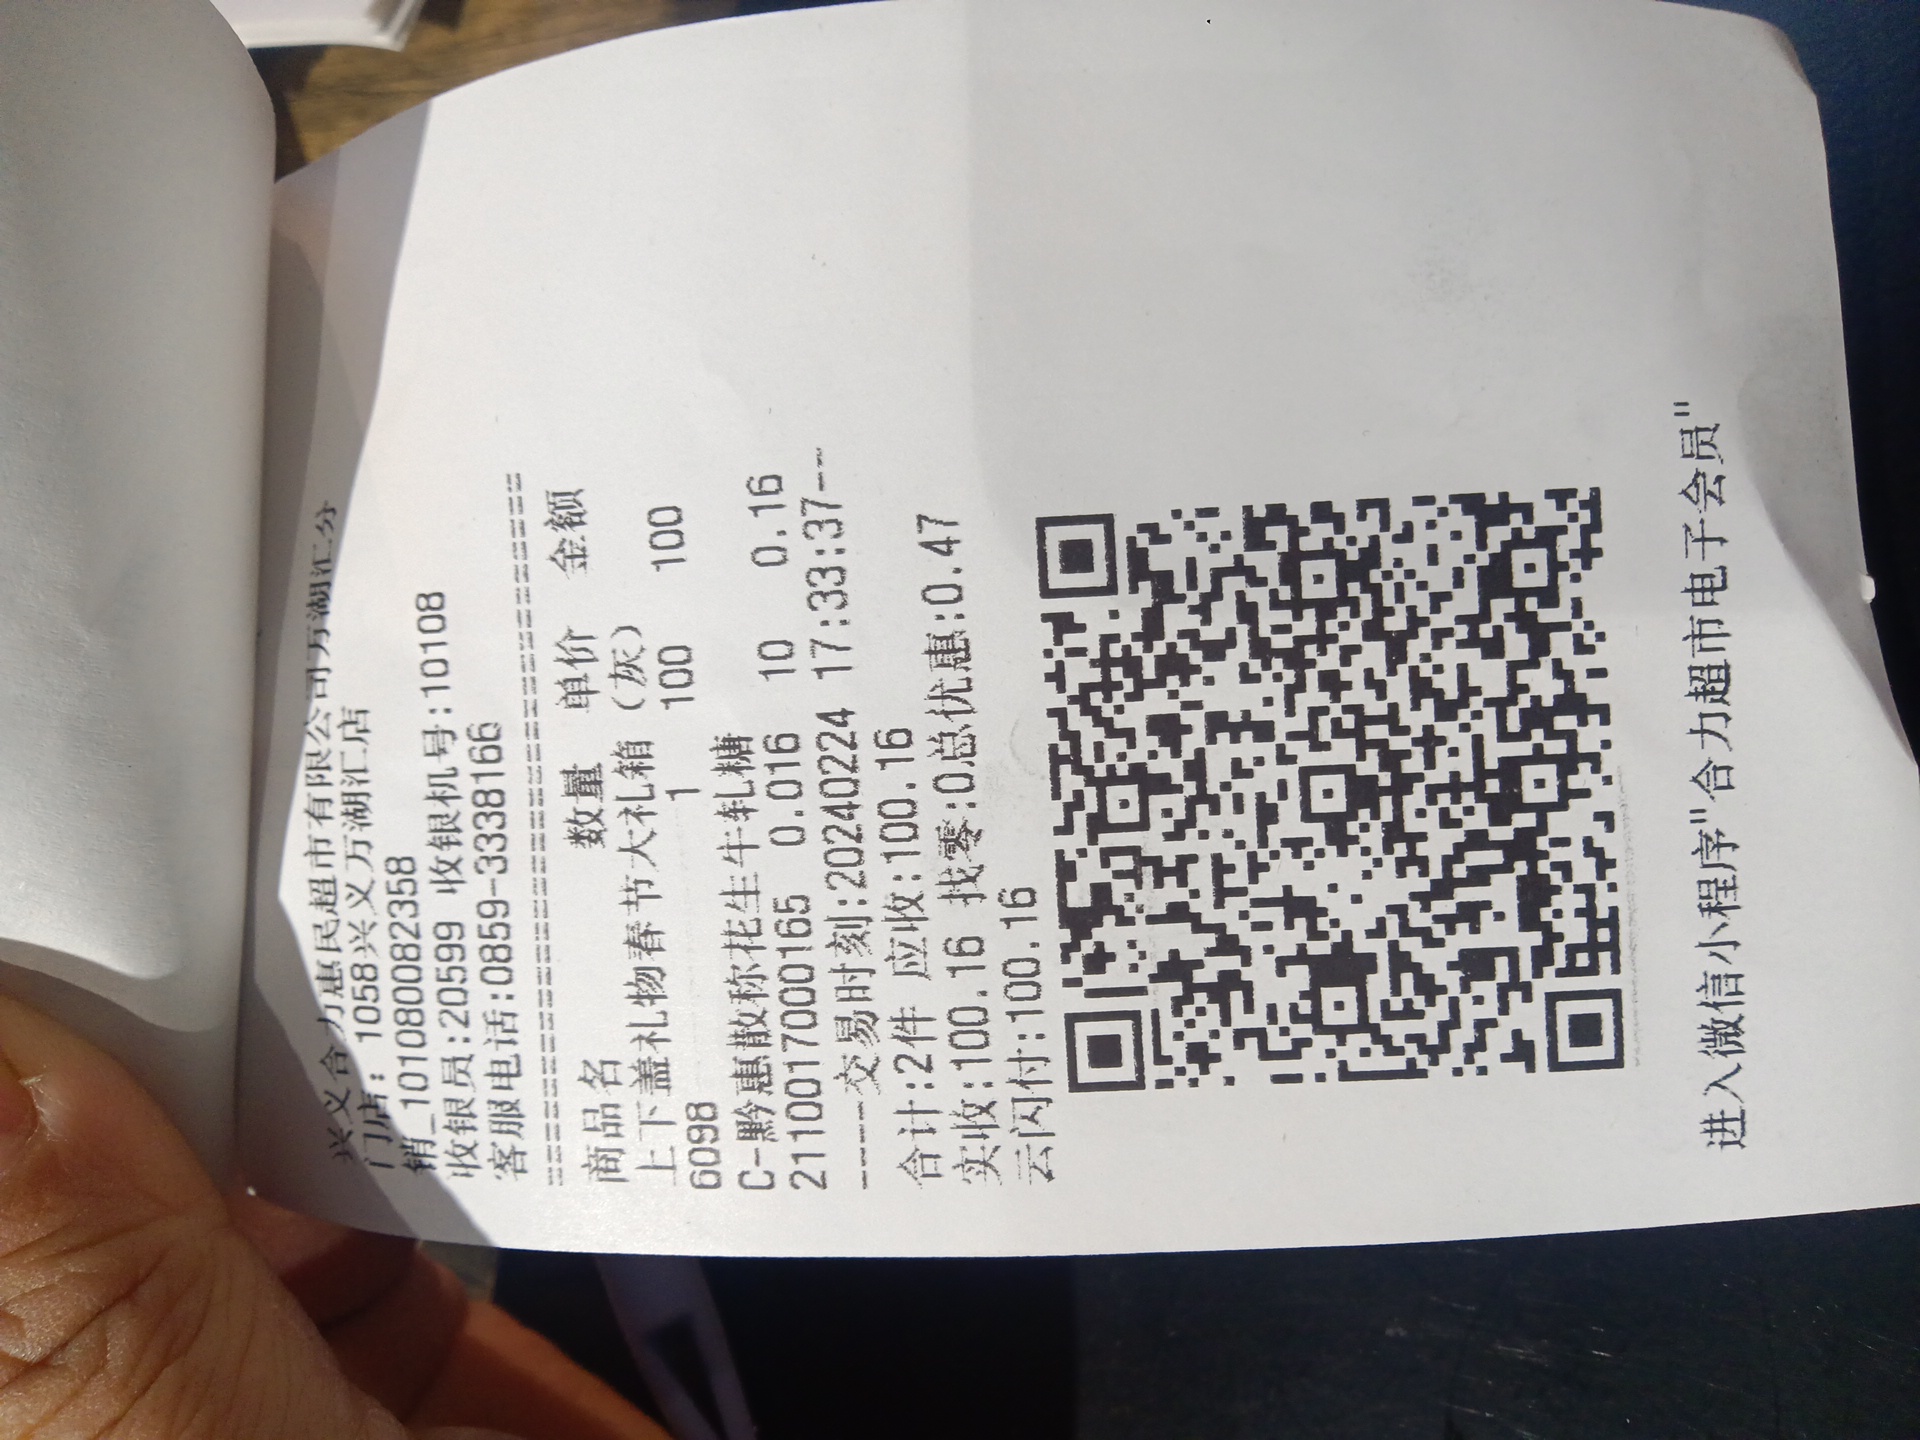 兴义合力惠民超市有限公司万湖汇分
门店: 1058兴义万湖汇店
销_101080082358
收银员:20599 收银机号:10108
客服电话:0859-3338166
================================
商品名 数量 单价 金额
上下盖礼物春节大礼箱（灰）
6098 1 100 100
C-黔惠散称花生牛轧糖
2110017000165 0.016 10 0.16
----交易时刻:20240224 17:33:37--
合计:2件 应收:100.16
实收:100.16 找零:0总优惠:0.47
云闪付:100.16
进入微信小程序"合力超市电子会员"